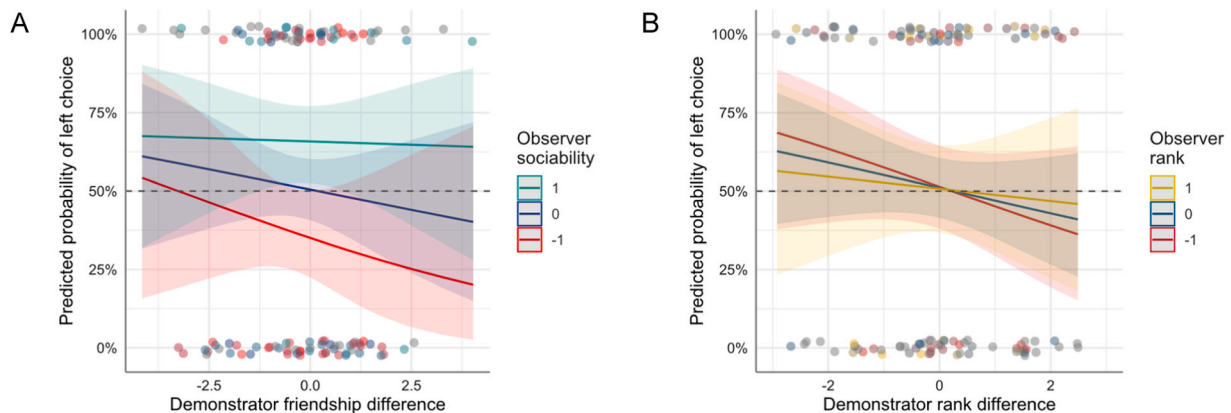 A
100%
75%
50%
25%
0%
Predicted probability of left choice
-2.5
0.0
2.5
Demonstrator friendship difference
Observer
sociability
1
0
-1
B
100%
75%
50%
25%
0%
Predicted probability of left choice
-2
0
2
Demonstrator rank difference
Observer
rank
1
0
-1